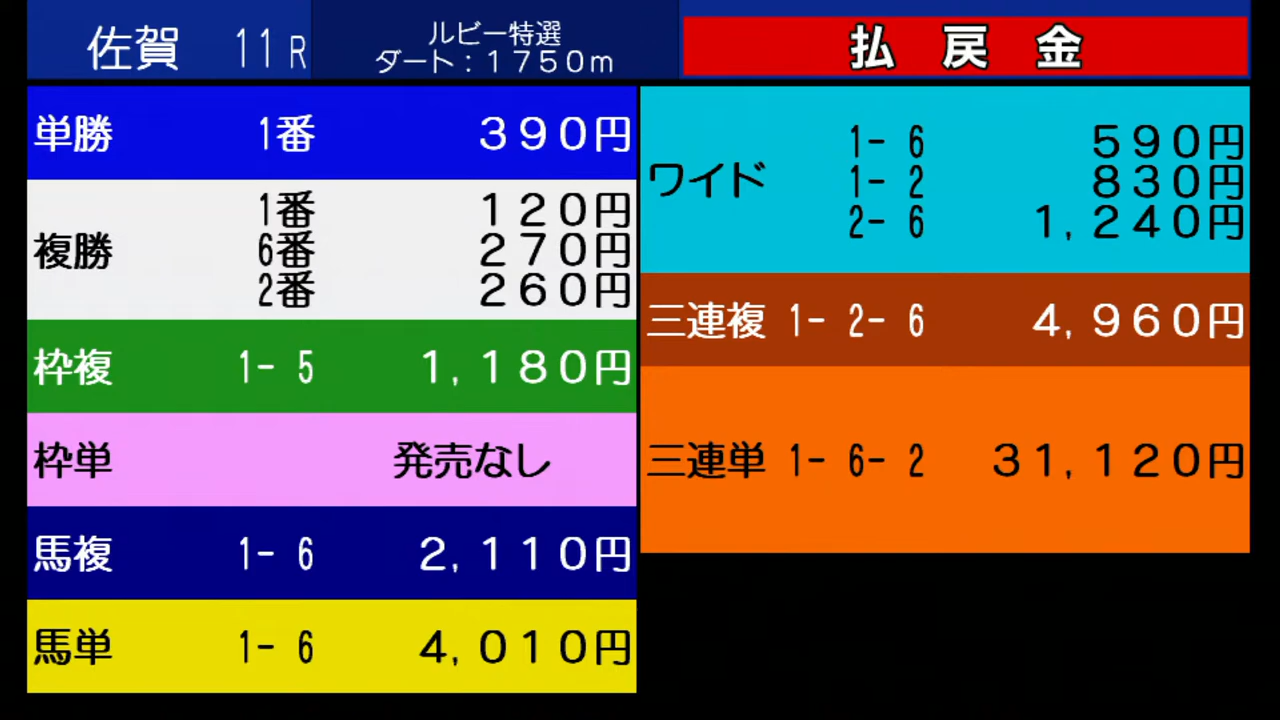 佐賀 11R
ルビー特選
ダート：１７５０ｍ
払戻金
単勝 1番 ３９０円
複勝
1番 １２０円
6番 ２７０円
2番 ２６０円
枠複 1- 5 １，１８０円
枠単 発売なし
馬複 1- 6 ２，１１０円
馬単 1- 6 ４，０１０円
ワイド
1- 6 ５９０円
1- 2 ８３０円
2- 6 １，２４０円
三連複 1- 2- 6 ４，９６０円
三連単 1- 6- 2 ３１，１２０円